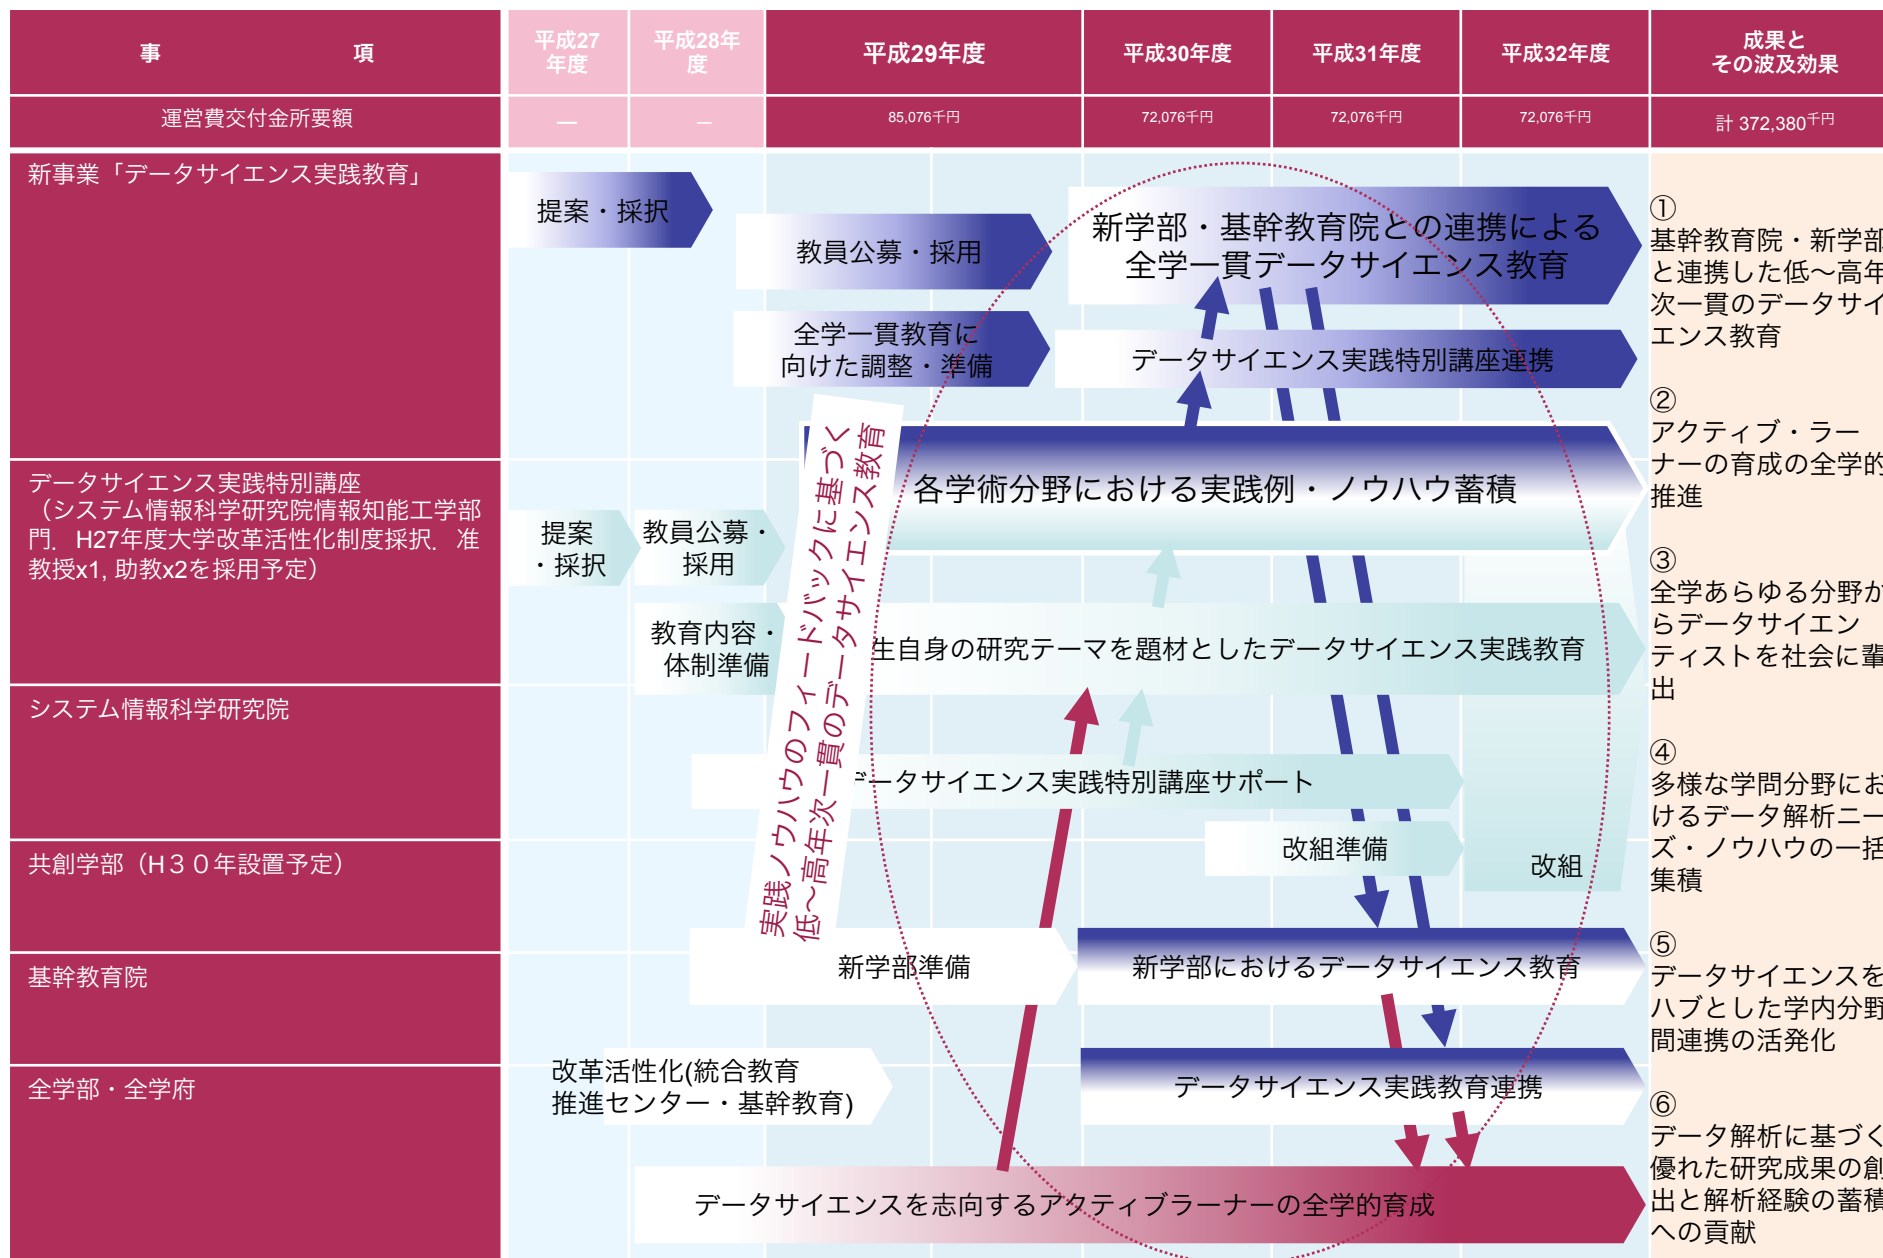 事 項
平成27
年度
平成28年
度
平成29年度
平成30年度
平成31年度
平成32年度
成果と
その波及効果
運営費交付金所要額
―
―
85,076千円
72,076千円
72,076千円
72,076千円
計 372,380千円
新事業「データサイエンス実践教育」
提案・採択
教員公募・採用
新学部・基幹教育院との連携による
全学一貫データサイエンス教育
全学一貫教育に
向けた調整・準備
データサイエンス実践特別講座連携
データサイエンス実践特別講座
（システム情報科学研究院情報知能工学部
門．H27年度大学改革活性化制度採択．准
教授x1, 助教x2を採用予定）
各学術分野における実践例・ノウハウ蓄積
提案
・採択
教員公募・
採用
教育内容・
体制準備
生自身の研究テーマを題材としたデータサイエンス実践教育
実践ノウハウのフィードバックに基づく
低～高年次一貫のデータサイエンス教育
システム情報科学研究院
データサイエンス実践特別講座サポート
改組準備
改組
共創学部（H３０年設置予定）
新学部準備
新学部におけるデータサイエンス教育
基幹教育院
改革活性化(統合教育
推進センター・基幹教育)
データサイエンス実践教育連携
全学部・全学府
データサイエンスを志向するアクティブラーナーの全学的育成
①
基幹教育院・新学部
と連携した低～高年
次一貫のデータサイ
エンス教育
②
アクティブ・ラー
ナーの育成の全学的
推進
③
全学あらゆる分野か
らデータサイエン
ティストを社会に輩
出
④
多様な学問分野にお
けるデータ解析ニー
ズ・ノウハウの一括
集積
⑤
データサイエンスを
ハブとした学内分野
間連携の活発化
⑥
データ解析に基づく
優れた研究成果の創
出と解析経験の蓄積
への貢献